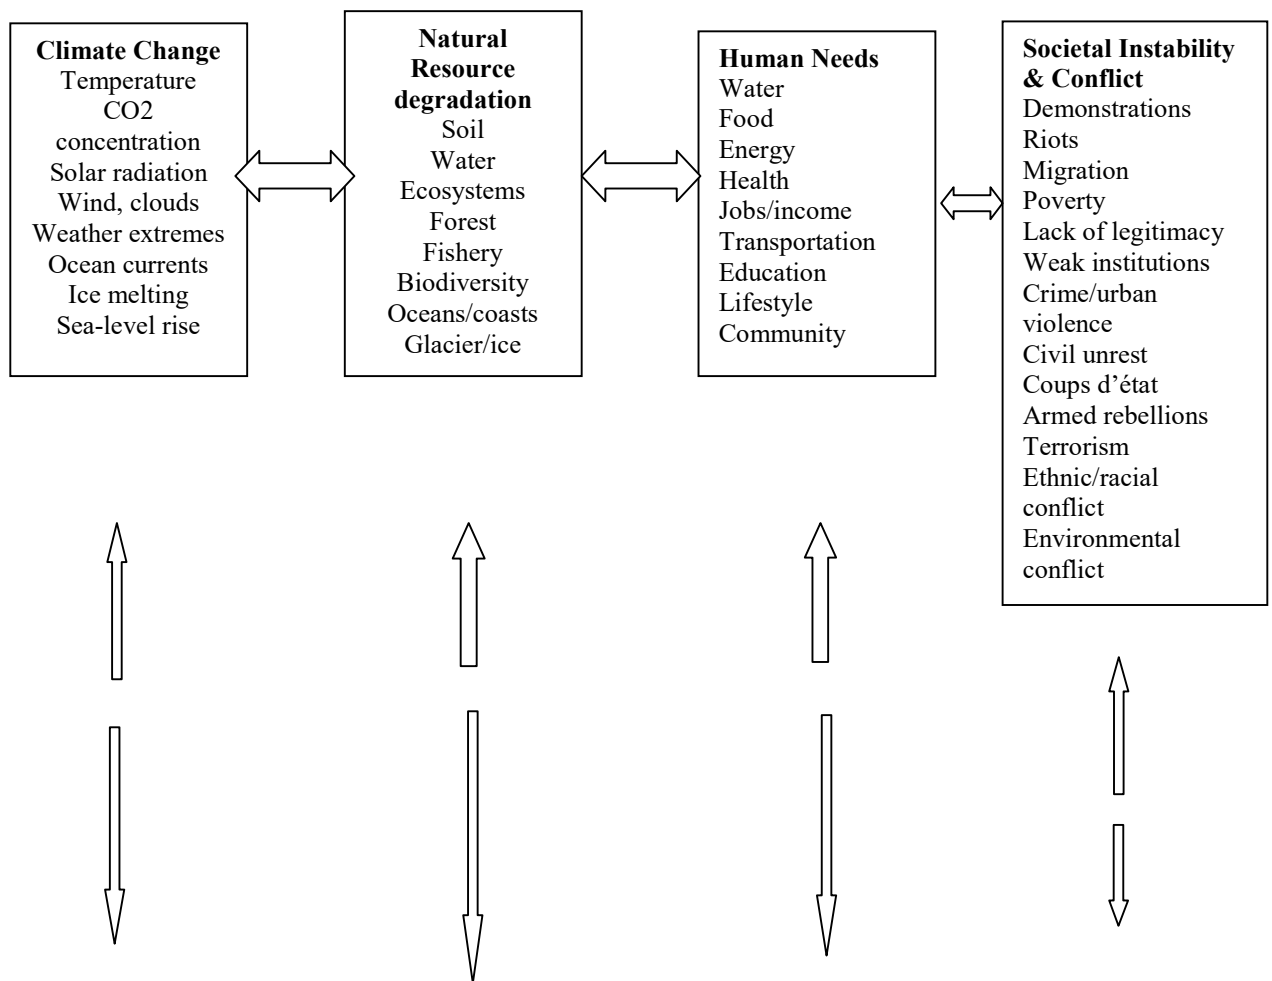 Climate Change
Temperature
CO2
concentration
Solar radiation
Wind, clouds
Weather extremes
Ocean currents
Ice melting
Sea-level rise
Natural
Resource
degradation
Soil
Water
Ecosystems
Forest
Fishery
Biodiversity
Oceans/coasts
Glacier/ice
Human Needs
Water
Food
Energy
Health
Jobs/income
Transportation
Education
Lifestyle
Community
Societal Instability
& Conflict
Demonstrations
Riots
Migration
Poverty
Lack of legitimacy
Weak institutions
Crime/urban
violence
Civil unrest
Coups d’état
Armed rebellions
Terrorism
Ethnic/racial
conflict
Environmental
conflict